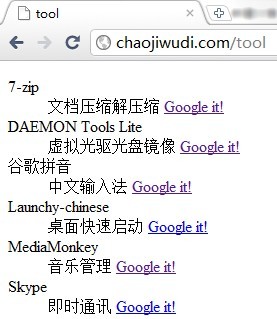 tool
chaojiwudi.com/tool
7-zip
文档压缩解压缩 Google it!
DAEMON Tools Lite
虚拟光驱光盘镜像 Google it!
谷歌拼音
中文输入法 Google it!
Launchy-chinese
桌面快速启动 Google it!
MediaMonkey
音乐管理 Google it!
Skype
即时通讯 Google it!